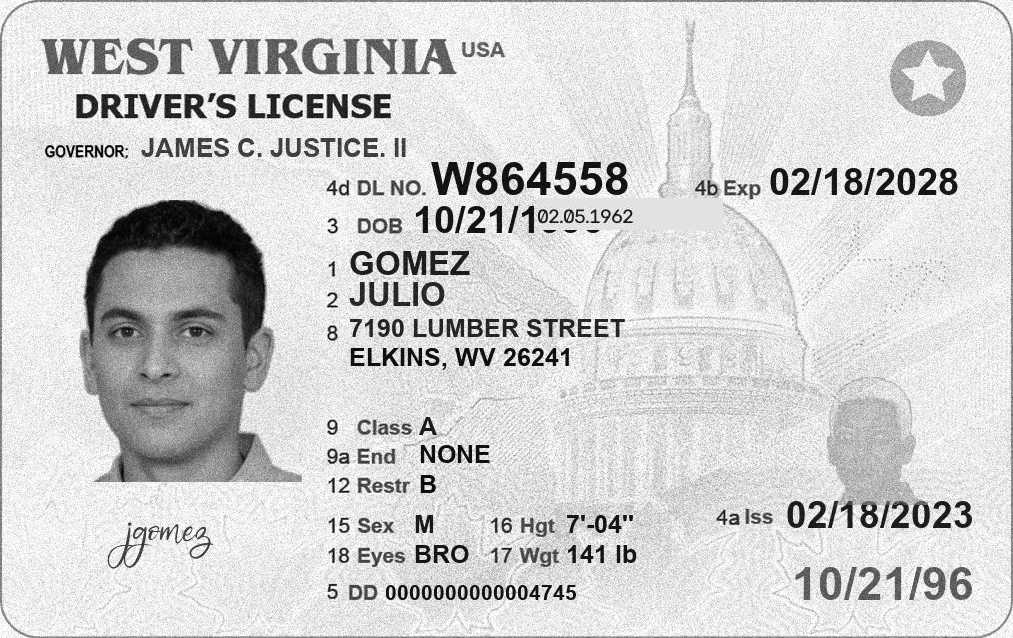 WEST VIRGINIA USA
DRIVER'S LICENSE
GOVERNOR: JAMES C. JUSTICE. II
4d DL NO. W864558 4b Exp 02/18/2028
3 DOB 10/21/1 02.05.1962
1 GOMEZ
2 JULIO
8 7190 LUMBER STREET
ELKINS, WV 26241
9 Class A
9a End NONE
12 Restr B
15 Sex M 16 Hgt 7'-04" 4a Iss 02/18/2023
18 Eyes BRO 17 Wgt 141 lb
5 DD 0000000000004745
jgomez
10/21/96